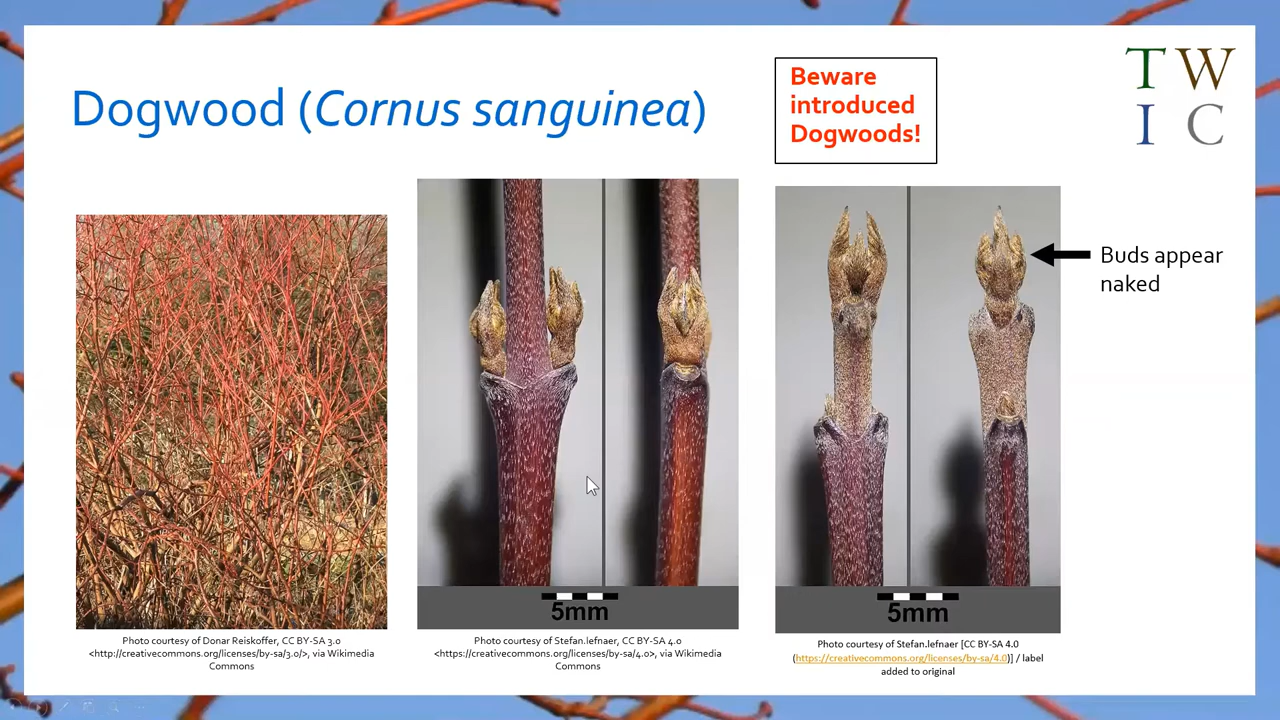 Dogwood (Cornus sanguinea)
Beware
introduced
Dogwoods!
T W
I C
Buds appear
naked
5mm
5mm
Photo courtesy of Donar Reiskoffer, CC BY-SA 3.0
<http://creativecommons.org/licenses/by-sa/3.0/>, via Wikimedia
Commons
Photo courtesy of Stefan.lefnaer, CC BY-SA 4.0
<https://creativecommons.org/licenses/by-sa/4.0>, via Wikimedia
Commons
Photo courtesy of Stefan.lefnaer [CC BY-SA 4.0
(https://creativecommons.org/licenses/by-sa/4.0)] / label
added to original